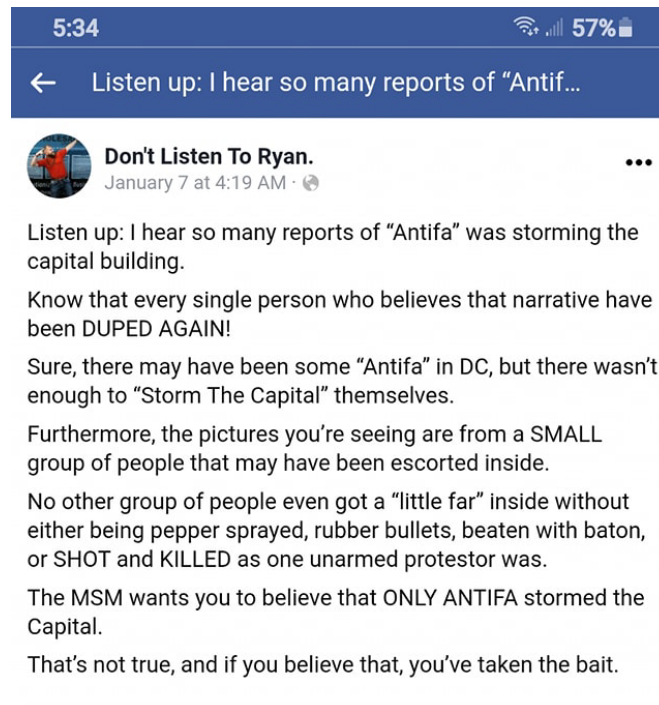 5:34
57%
Listen up: I hear so many reports of “Antif...
Don't Listen To Ryan.
January 7 at 4:19 AM ·
Listen up: I hear so many reports of “Antifa” was storming the
capital building.
Know that every single person who believes that narrative have
been DUPED AGAIN!
Sure, there may have been some “Antifa” in DC, but there wasn’t
enough to “Storm The Capital” themselves.
Furthermore, the pictures you’re seeing are from a SMALL
group of people that may have been escorted inside.
No other group of people even got a “little far” inside without
either being pepper sprayed, rubber bullets, beaten with baton,
or SHOT and KILLED as one unarmed protestor was.
The MSM wants you to believe that ONLY ANTIFA stormed the
Capital.
That’s not true, and if you believe that, you’ve taken the bait.